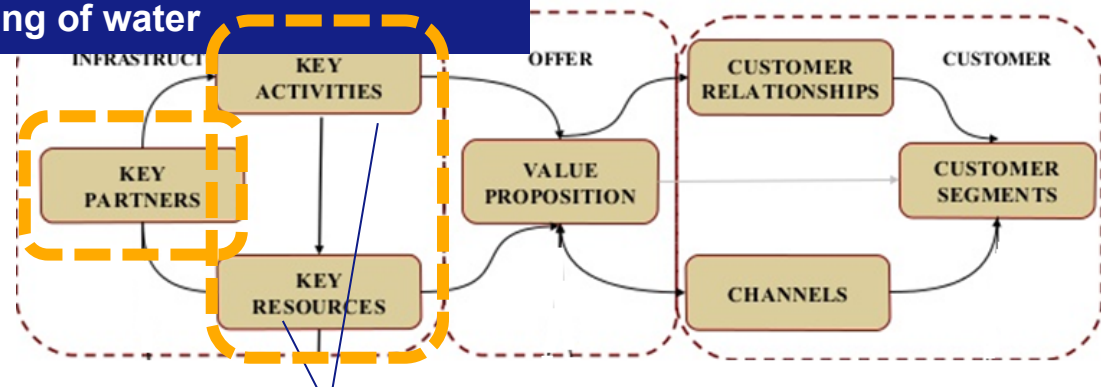 ng of water
INFRASTRUCT
OFFER
CUSTOMER
KEY
ACTIVITIES
CUSTOMER
RELATIONSHIPS
KEY
PARTNERS
VALUE
PROPOSITION
CUSTOMER
SEGMENTS
KEY
RESOURCES
CHANNELS